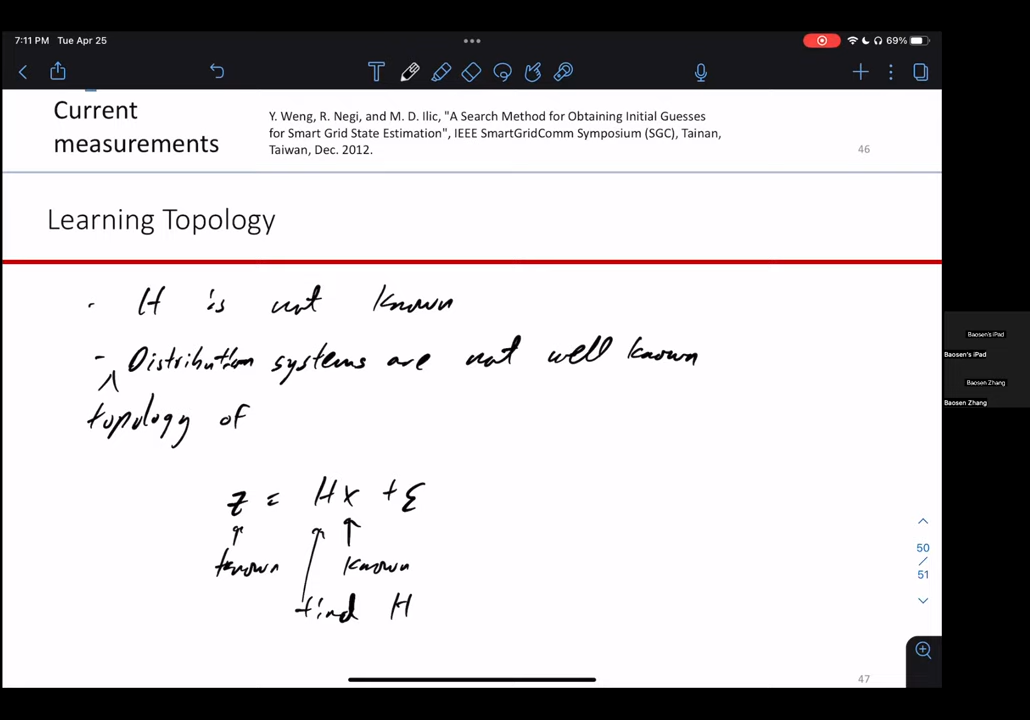 7:11 PM Tue Apr 25
69%
T
Current
measurements
Y. Weng, R. Negi, and M. D. Ilic, "A Search Method for Obtaining Initial Guesses
for Smart Grid State Estimation", IEEE SmartGridComm Symposium (SGC), Tainan,
Taiwan, Dec. 2012.
46
Learning Topology
· H is not known
- Distribution systems are not well known
^
topology of
z = Hx + ε
known known
find H
47
50
/
51
Baosen's iPad
Baosen's iPad
Baosen Zhang
Baosen Zhang